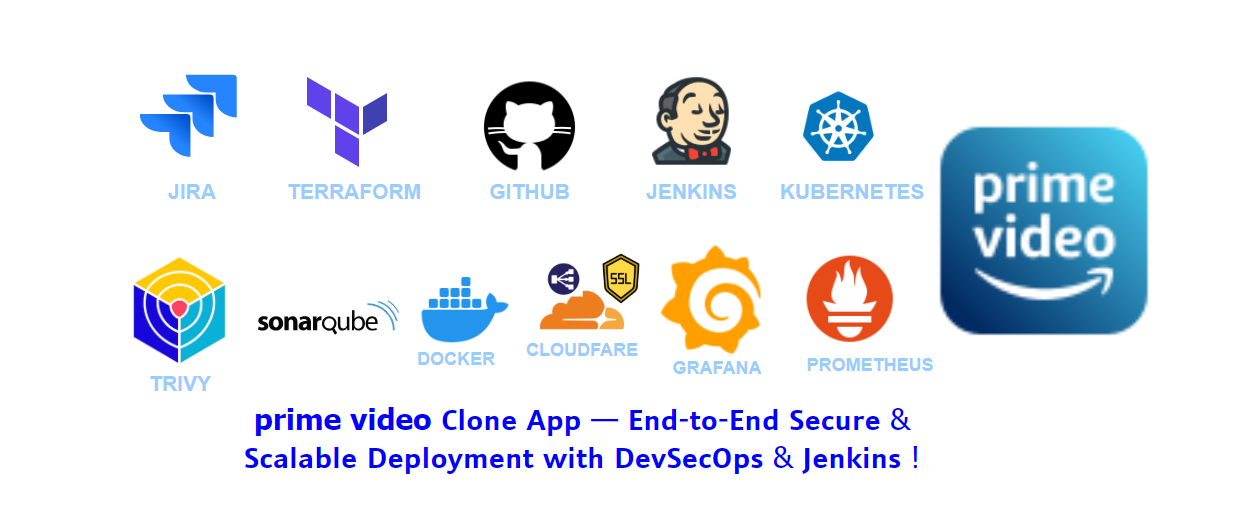 JIRA
TERRAFORM
GITHUB
JENKINS
KUBERNETES
prime
video
SSL
sonarqube
DOCKER
CLOUDFARE
GRAFANA
PROMETHEUS
TRIVY
prime video Clone App — End-to-End Secure &
Scalable Deployment with DevSecOps & Jenkins !